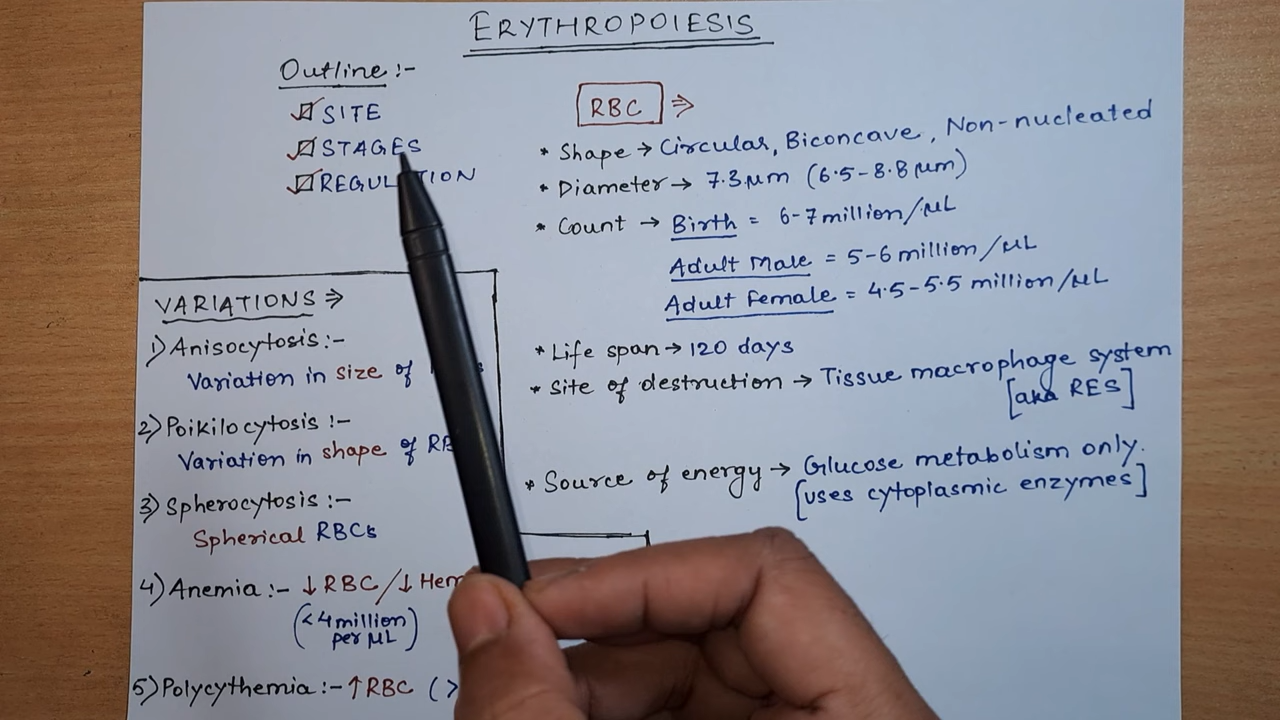 ERYTHROPOIESIS
Outline :-
SITE
STAGES
REGUL TION
RBC ⇒
* Shape → Circular, Biconcave, Non-nucleated
* Diameter → 7.3 μm (6.5-8.8 μm)
* Count → Birth = 6-7 million/μL
Adult Male = 5-6 million/μL
Adult Female = 4.5-5.5 million/μL
* Life span → 120 days
* Site of destruction → Tissue macrophage system
[aka RES]
* Source of energy → Glucose metabolism only.
[uses cytoplasmic enzymes]
VARIATIONS ⇒
1) Anisocytosis :-
Variation in size of
2) Poikilocytosis :-
Variation in shape of RB
3) Spherocytosis :-
Spherical RBCs
4) Anemia :- ↓ RBC / ↓ Hem
(<4 million
per μL)
5) Polycythemia :- ↑ RBC (>